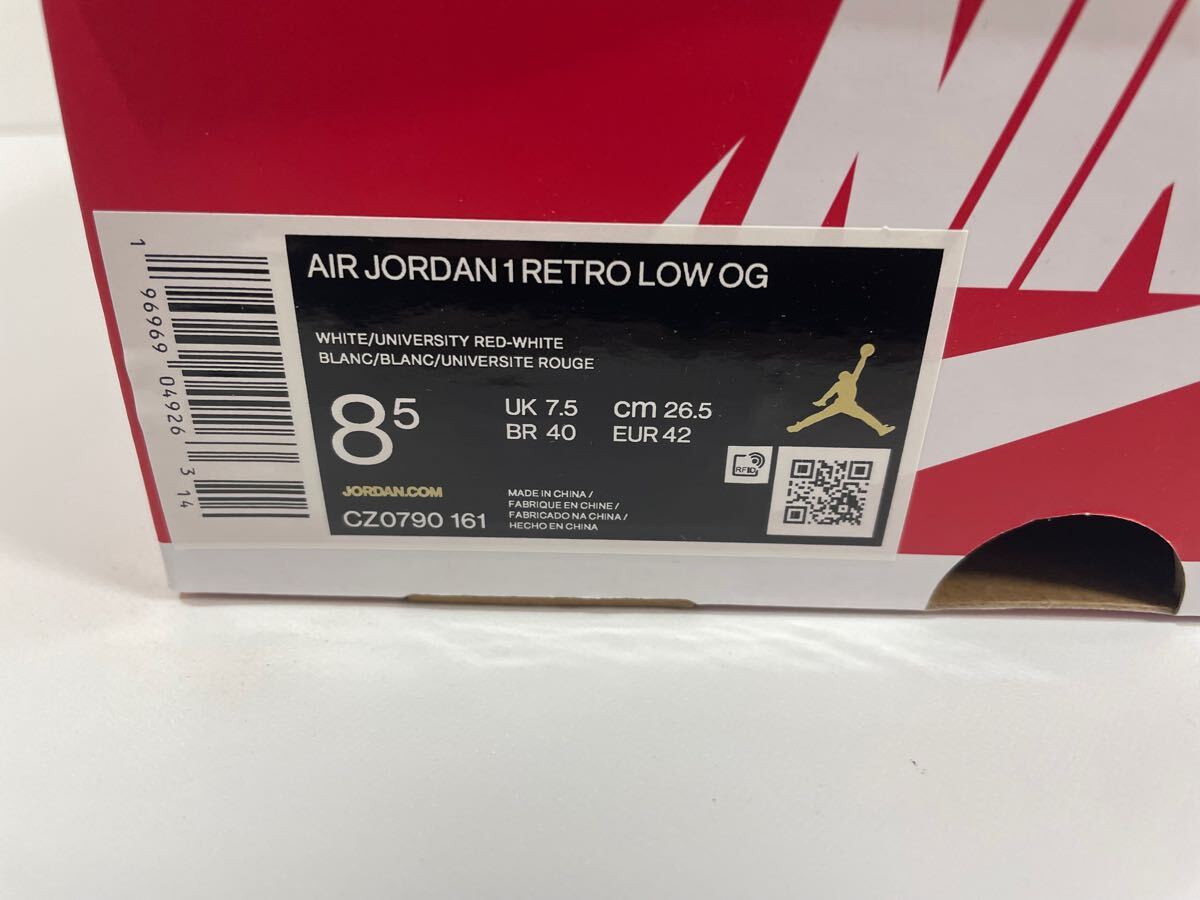 AIR JORDAN 1 RETRO LOW OG
WHITE/UNIVERSITY RED-WHITE
BLANC/BLANC/UNIVERSITE ROUGE
8 5
UK 7.5 cm 26.5
BR 40 EUR 42
RFID
JORDAN.COM
CZ0790 161
MADE IN CHINA /
FABRIQUE EN CHINE /
FABRICADO NA CHINA /
HECHO EN CHINA
1 96969 04926 3 14